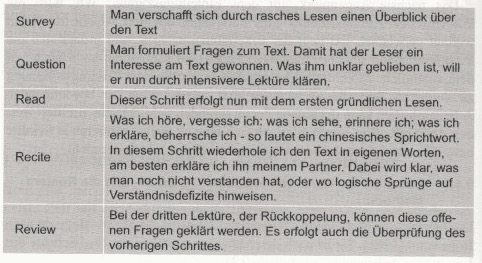 Survey
Man verschafft sich durch rasches Lesen einen Überblick über
den Text
Question
Man formuliert Fragen zum Text. Damit hat der Leser ein
Interesse am Text gewonnen. Was ihm unklar geblieben ist, will
er nun durch intensivere Lektüre klären.
Read
Dieser Schritt erfolgt nun mit dem ersten gründlichen Lesen.
Recite
Was ich höre, vergesse ich: was ich sehe, erinnere ich; was ich
erkläre, beherrsche ich - so lautet ein chinesisches Sprichtwort.
In diesem Schritt wiederhole ich den Text in eigenen Worten,
am besten erkläre ich ihn meinem Partner. Dabei wird klar, was
man noch nicht verstanden hat, oder wo logische Sprünge auf
Verständnisdefizite hinweisen.
Review
Bei der dritten Lektüre, der Rückkoppelung, können diese offe-
nen Fragen geklärt werden. Es erfolgt auch die Überprüfung des
vorherigen Schrittes.